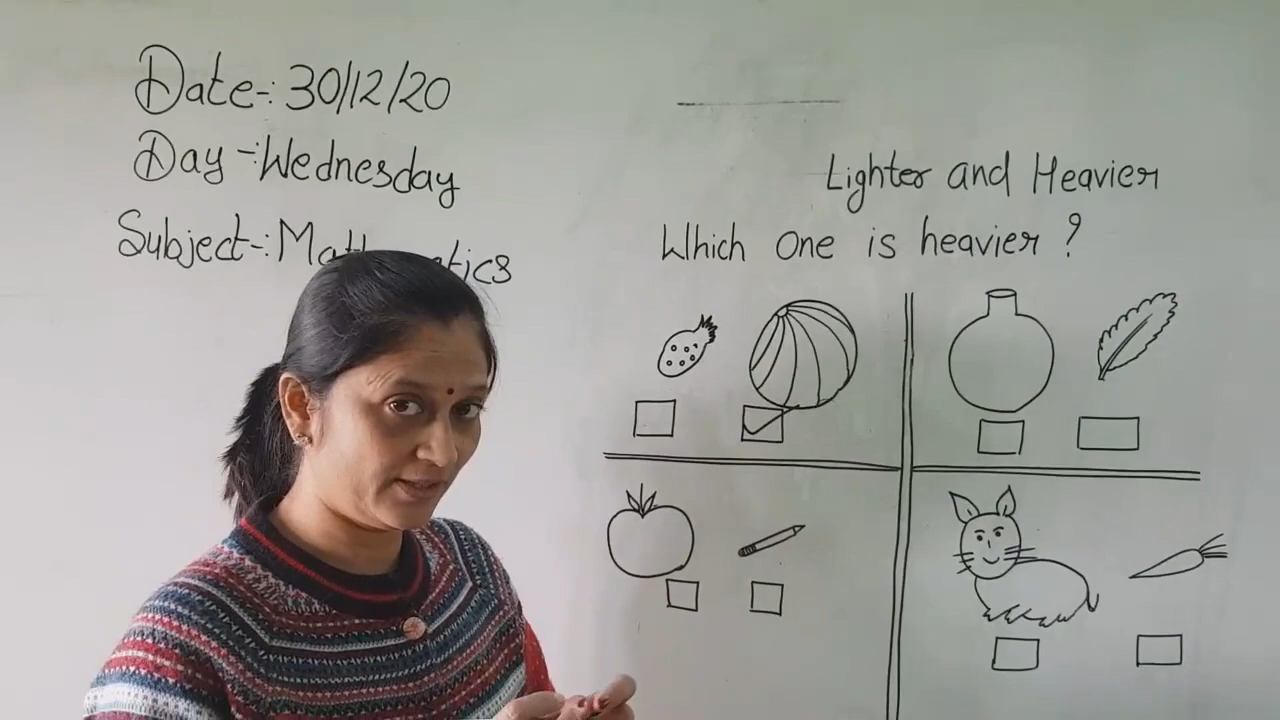 Date-: 30/12/20
Day -: Wednesday
Subject-:
Lighter and Heavier
Which one is heavier ?